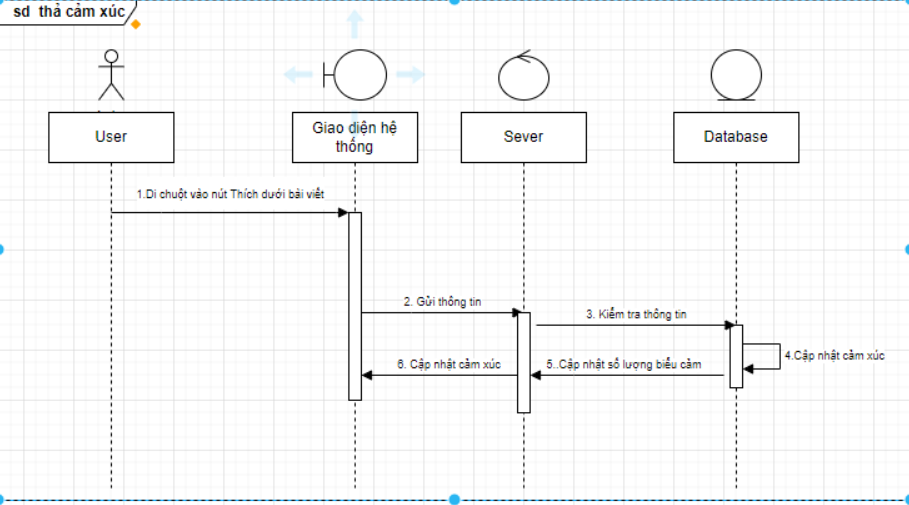 sd thả cảm xúc
User
Giao diện hệ
thống
Sever
Database
1.Di chuột vào nút Thích dưới bài viết
2. Gửi thông tin
3. Kiểm tra thông tin
4.Cập nhật cảm xúc
5..Cập nhật số lượng biểu cảm
6. Cập nhật cảm xúc